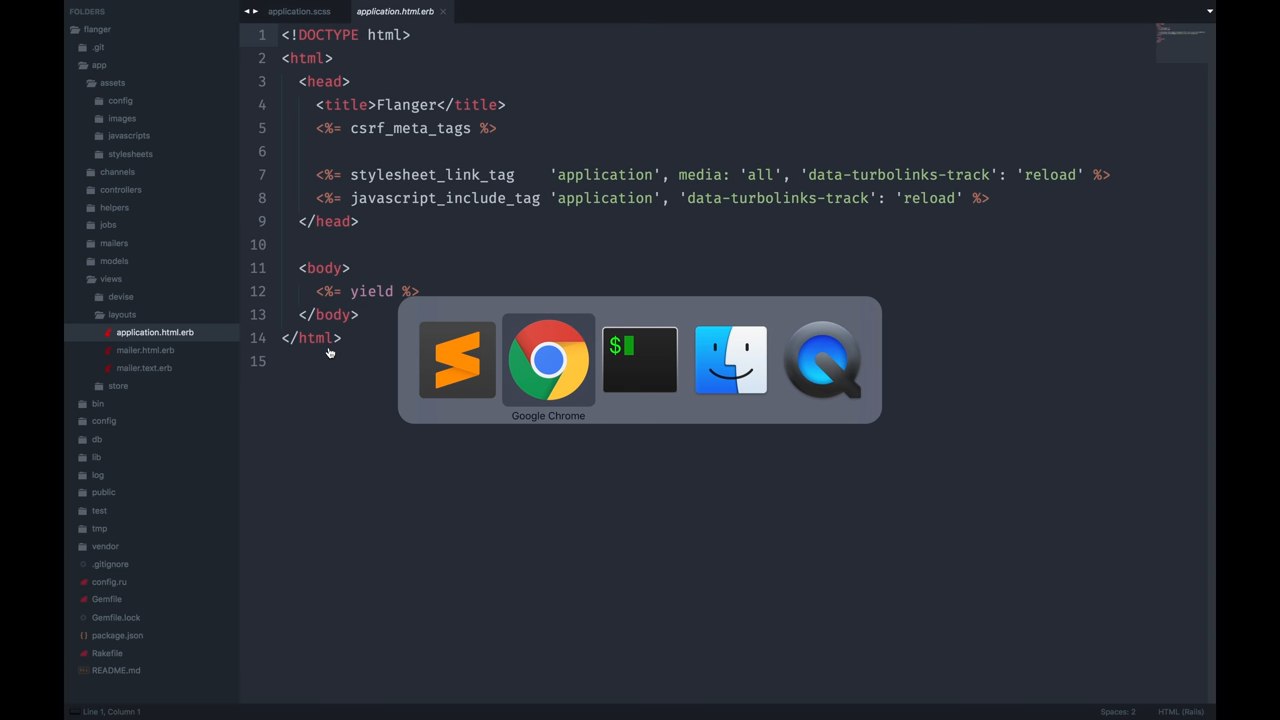 FOLDERS
flanger
.git
app
assets
config
images
javascripts
stylesheets
channels
controllers
helpers
jobs
mailers
models
views
devise
layouts
application.html.erb
mailer.html.erb
mailer.text.erb
store
bin
config
db
lib
log
public
test
tmp
vendor
.gitignore
config.ru
Gemfile
Gemfile.lock
package.json
Rakefile
README.md
application.scss
application.html.erb
1 <!DOCTYPE html>
2 <html>
3 <head>
4 <title>Flanger</title>
5 <%= csrf_meta_tags %>
6
7 <%= stylesheet_link_tag    'application', media: 'all', 'data-turbolinks-track': 'reload' %>
8 <%= javascript_include_tag 'application', 'data-turbolinks-track': 'reload' %>
9 </head>
10
11 <body>
12 <%= yield %>
13 </body>
14 </html>
15
$
Google Chrome
Line 1, Column 1
Spaces: 2
HTML (Rails)